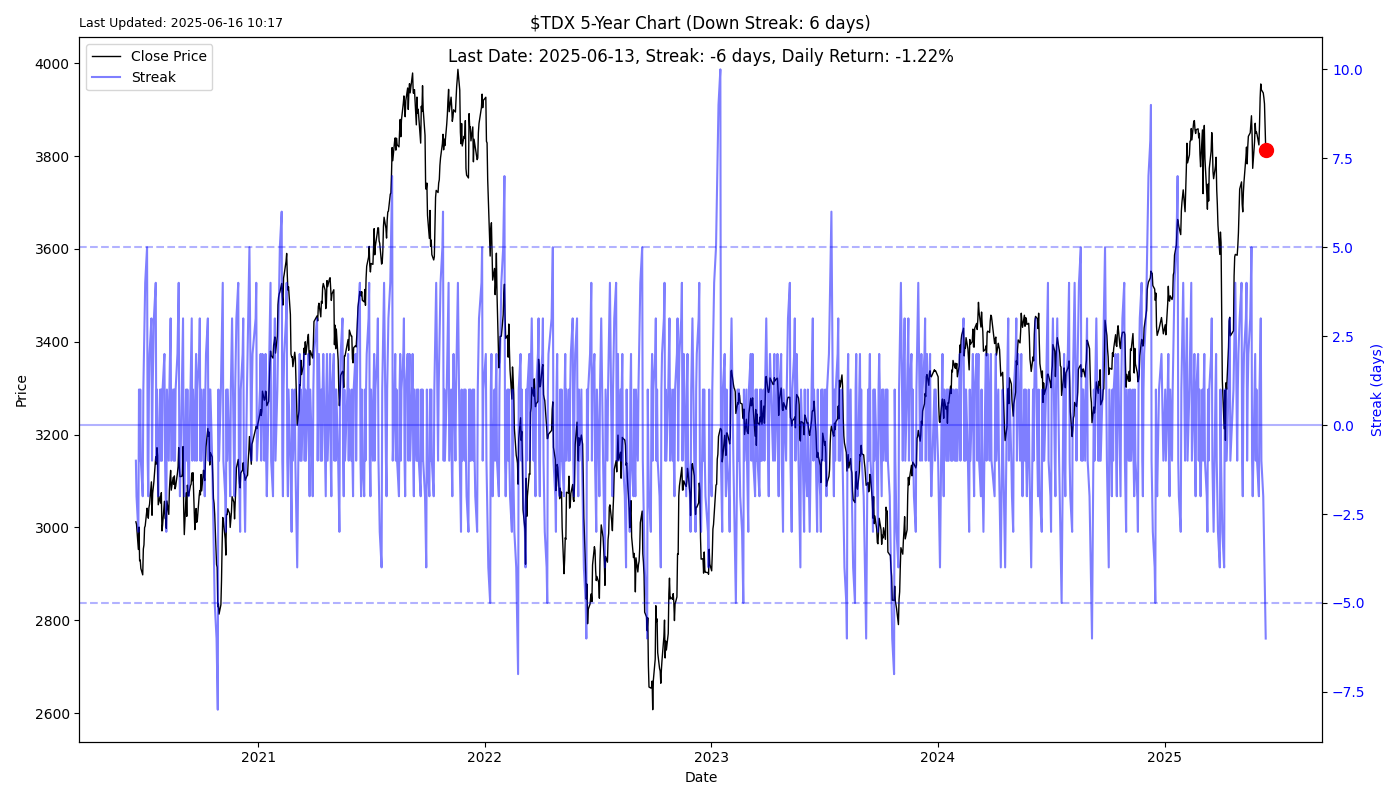 Last Updated: 2025-06-16 10:17
$TDX 5-Year Chart (Down Streak: 6 days)
Last Date: 2025-06-13, Streak: -6 days, Daily Return: -1.22%
Close Price
Streak
4000
3800
3600
3400
3200
3000
2800
2600
Price
10.0
7.5
5.0
2.5
0.0
−2.5
−5.0
−7.5
Streak (days)
2021
2022
2023
2024
2025
Date